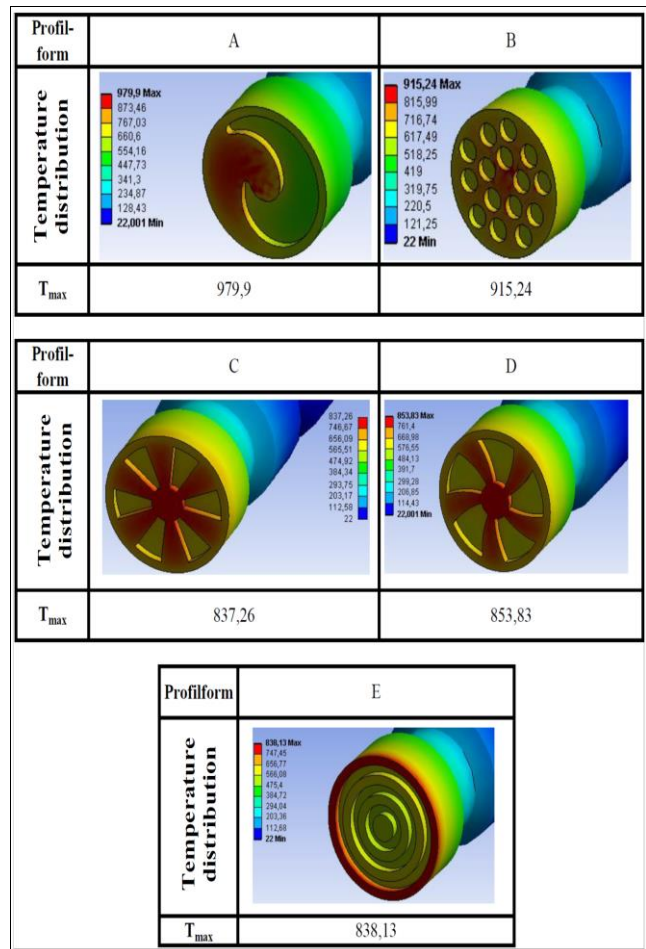 Profil-
form
A
B
Temperature
distribution
979,9 Max
873,46
767,03
660,6
554,16
447,73
341,3
234,87
128,43
22,001 Min
915,24 Max
815,99
716,74
617,49
518,25
419
319,75
220,5
121,25
22 Min
Tmax
979,9
915,24
Profil-
form
C
D
Temperature
distribution
837,26
746,67
656,09
565,51
474,92
384,34
293,75
203,17
112,58
22
853,83 Max
761,4
668,98
576,55
484,13
391,7
299,28
206,85
114,43
22,001 Min
Tmax
837,26
853,83
Profilform
E
Temperature
distribution
838,13 Max
747,45
656,77
566,08
475,4
384,72
294,04
203,36
112,68
22 Min
Tmax
838,13